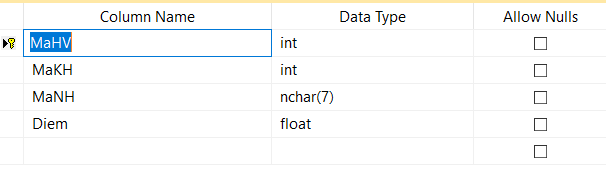 Column Name Data Type Allow Nulls
MaHV int
MaKH int
MaNH nchar(7)
Diem float